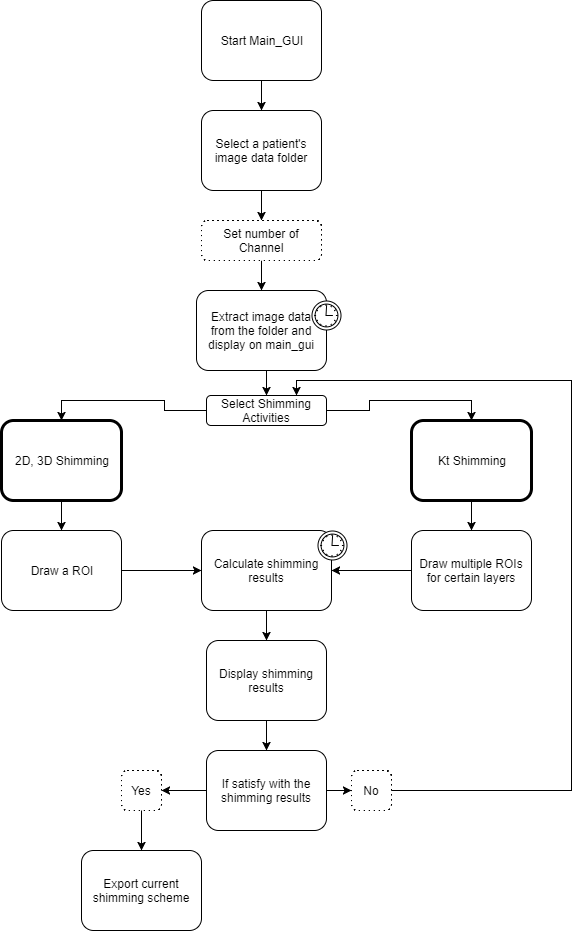 Start Main_GUI
Select a patient's
image data folder
Set number of
Channel
Extract image data
from the folder and
display on main_gui
Select Shimming
Activities
2D, 3D Shimming
Kt Shimming
Draw a ROI
Calculate shimming
results
Draw multiple ROIs
for certain layers
Display shimming
results
Yes
If satisfy with the
shimming results
No
Export current
shimming scheme